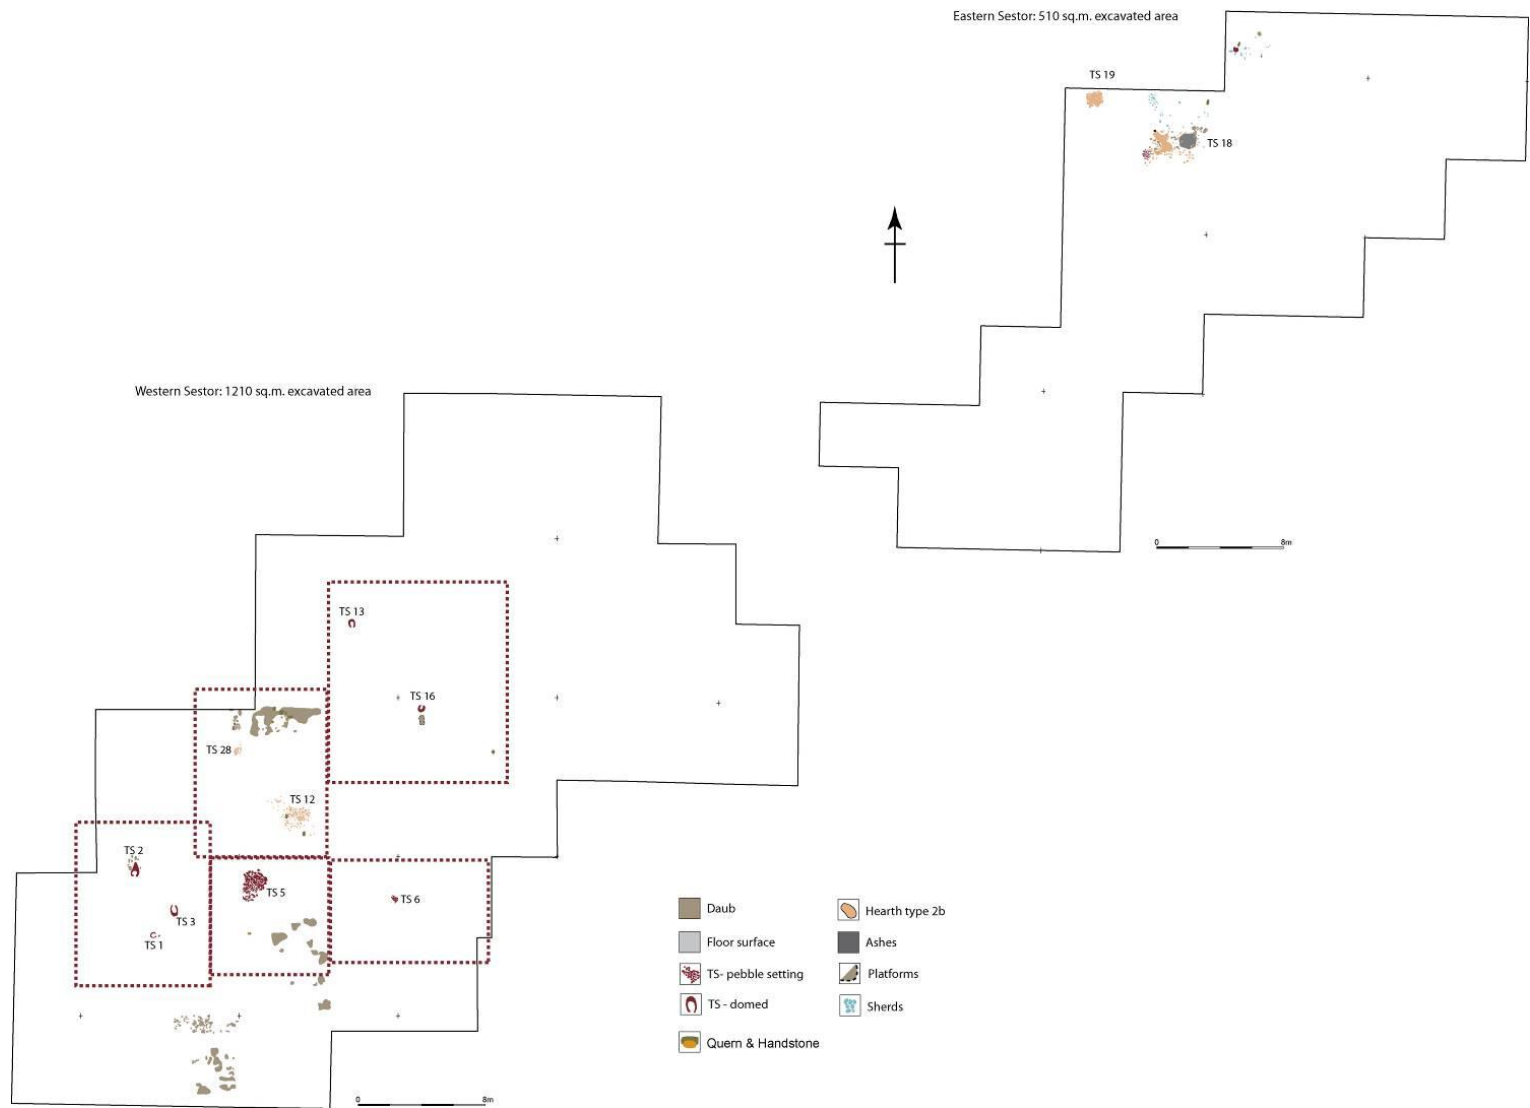 Eastern Sestor: 510 sq.m. excavated area
TS 19
TS 18
Western Sestor: 1210 sq.m. excavated area
0 8m
TS 13
TS 16
TS 28
TS 12
TS 2
TS 5
TS 6
TS 3
TS 1
Daub
Floor surface
TS- pebble setting
TS - domed
Quern & Handstone
Hearth type 2b
Ashes
Platforms
Sherds
0 8m